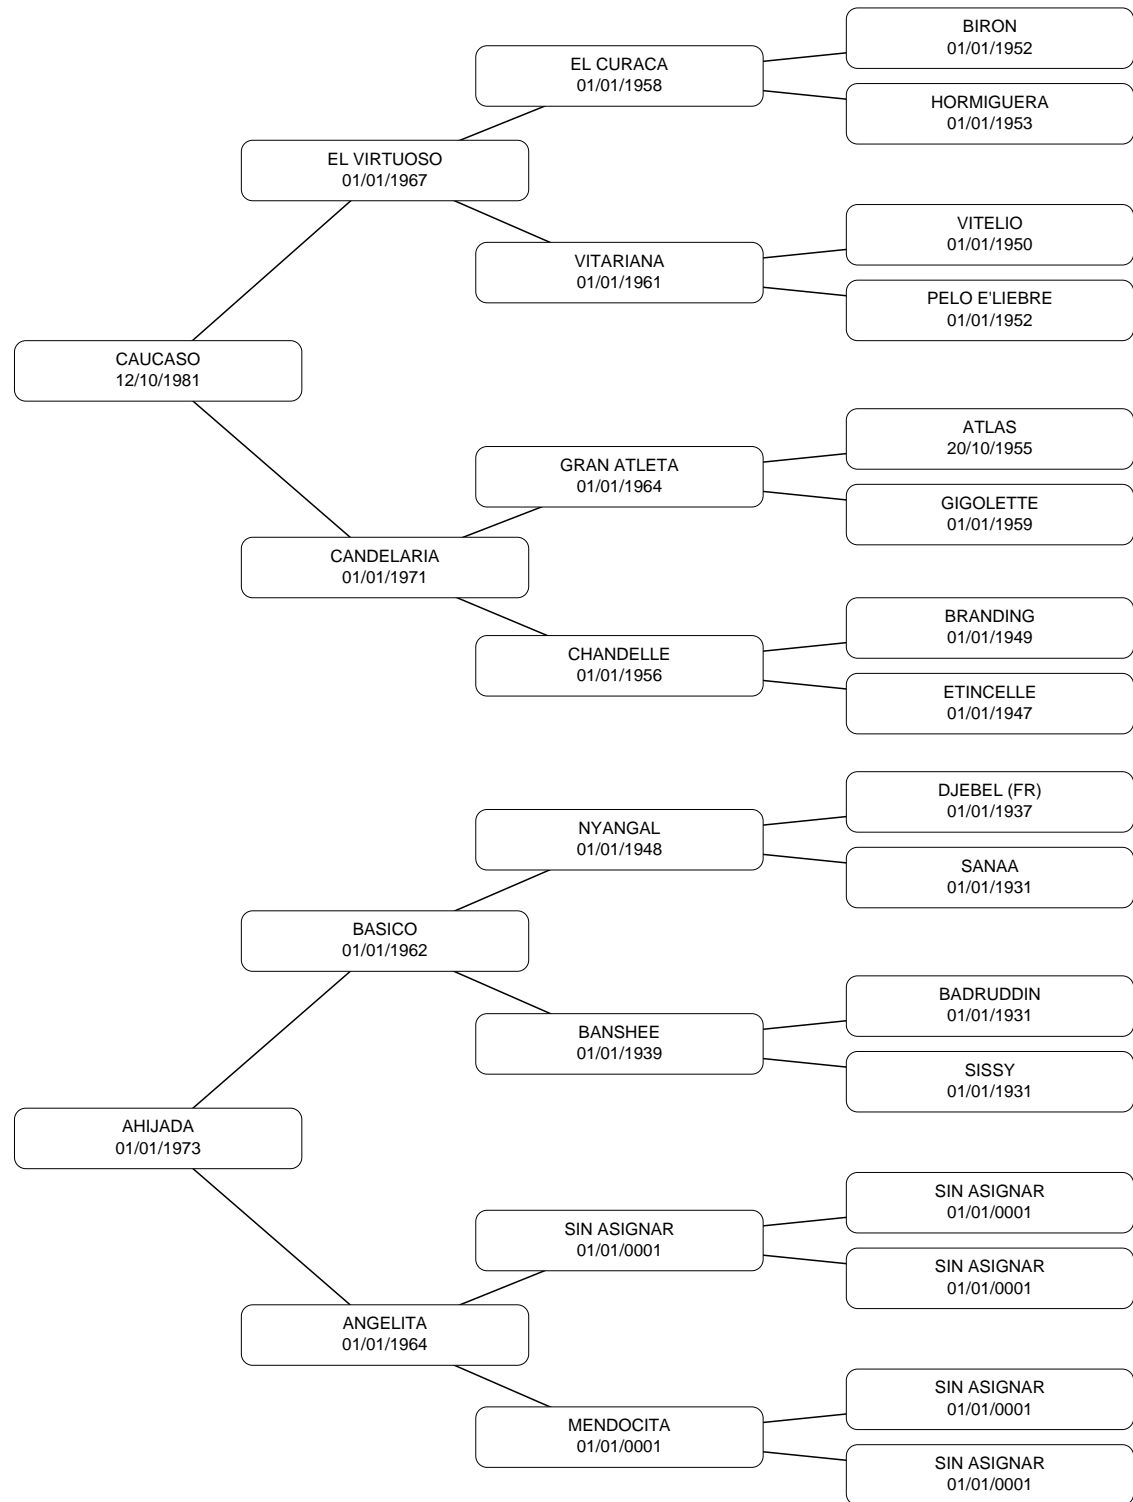 BIRON
01/01/1952
EL CURACA
01/01/1958
HORMIGUERA
01/01/1953
EL VIRTUOSO
01/01/1967
VITELIO
01/01/1950
VITARIANA
01/01/1961
PELO E'LIEBRE
01/01/1952
CAUCASO
12/10/1981
ATLAS
20/10/1955
GRAN ATLETA
01/01/1964
GIGOLETTE
01/01/1959
CANDELARIA
01/01/1971
BRANDING
01/01/1949
CHANDELLE
01/01/1956
ETINCELLE
01/01/1947
DJEBEL (FR)
01/01/1937
NYANGAL
01/01/1948
SANAA
01/01/1931
BASICO
01/01/1962
BADRUDDIN
01/01/1931
BANSHEE
01/01/1939
SISSY
01/01/1931
AHIJADA
01/01/1973
SIN ASIGNAR
01/01/0001
SIN ASIGNAR
01/01/0001
SIN ASIGNAR
01/01/0001
ANGELITA
01/01/1964
SIN ASIGNAR
01/01/0001
MENDOCITA
01/01/0001
SIN ASIGNAR
01/01/0001